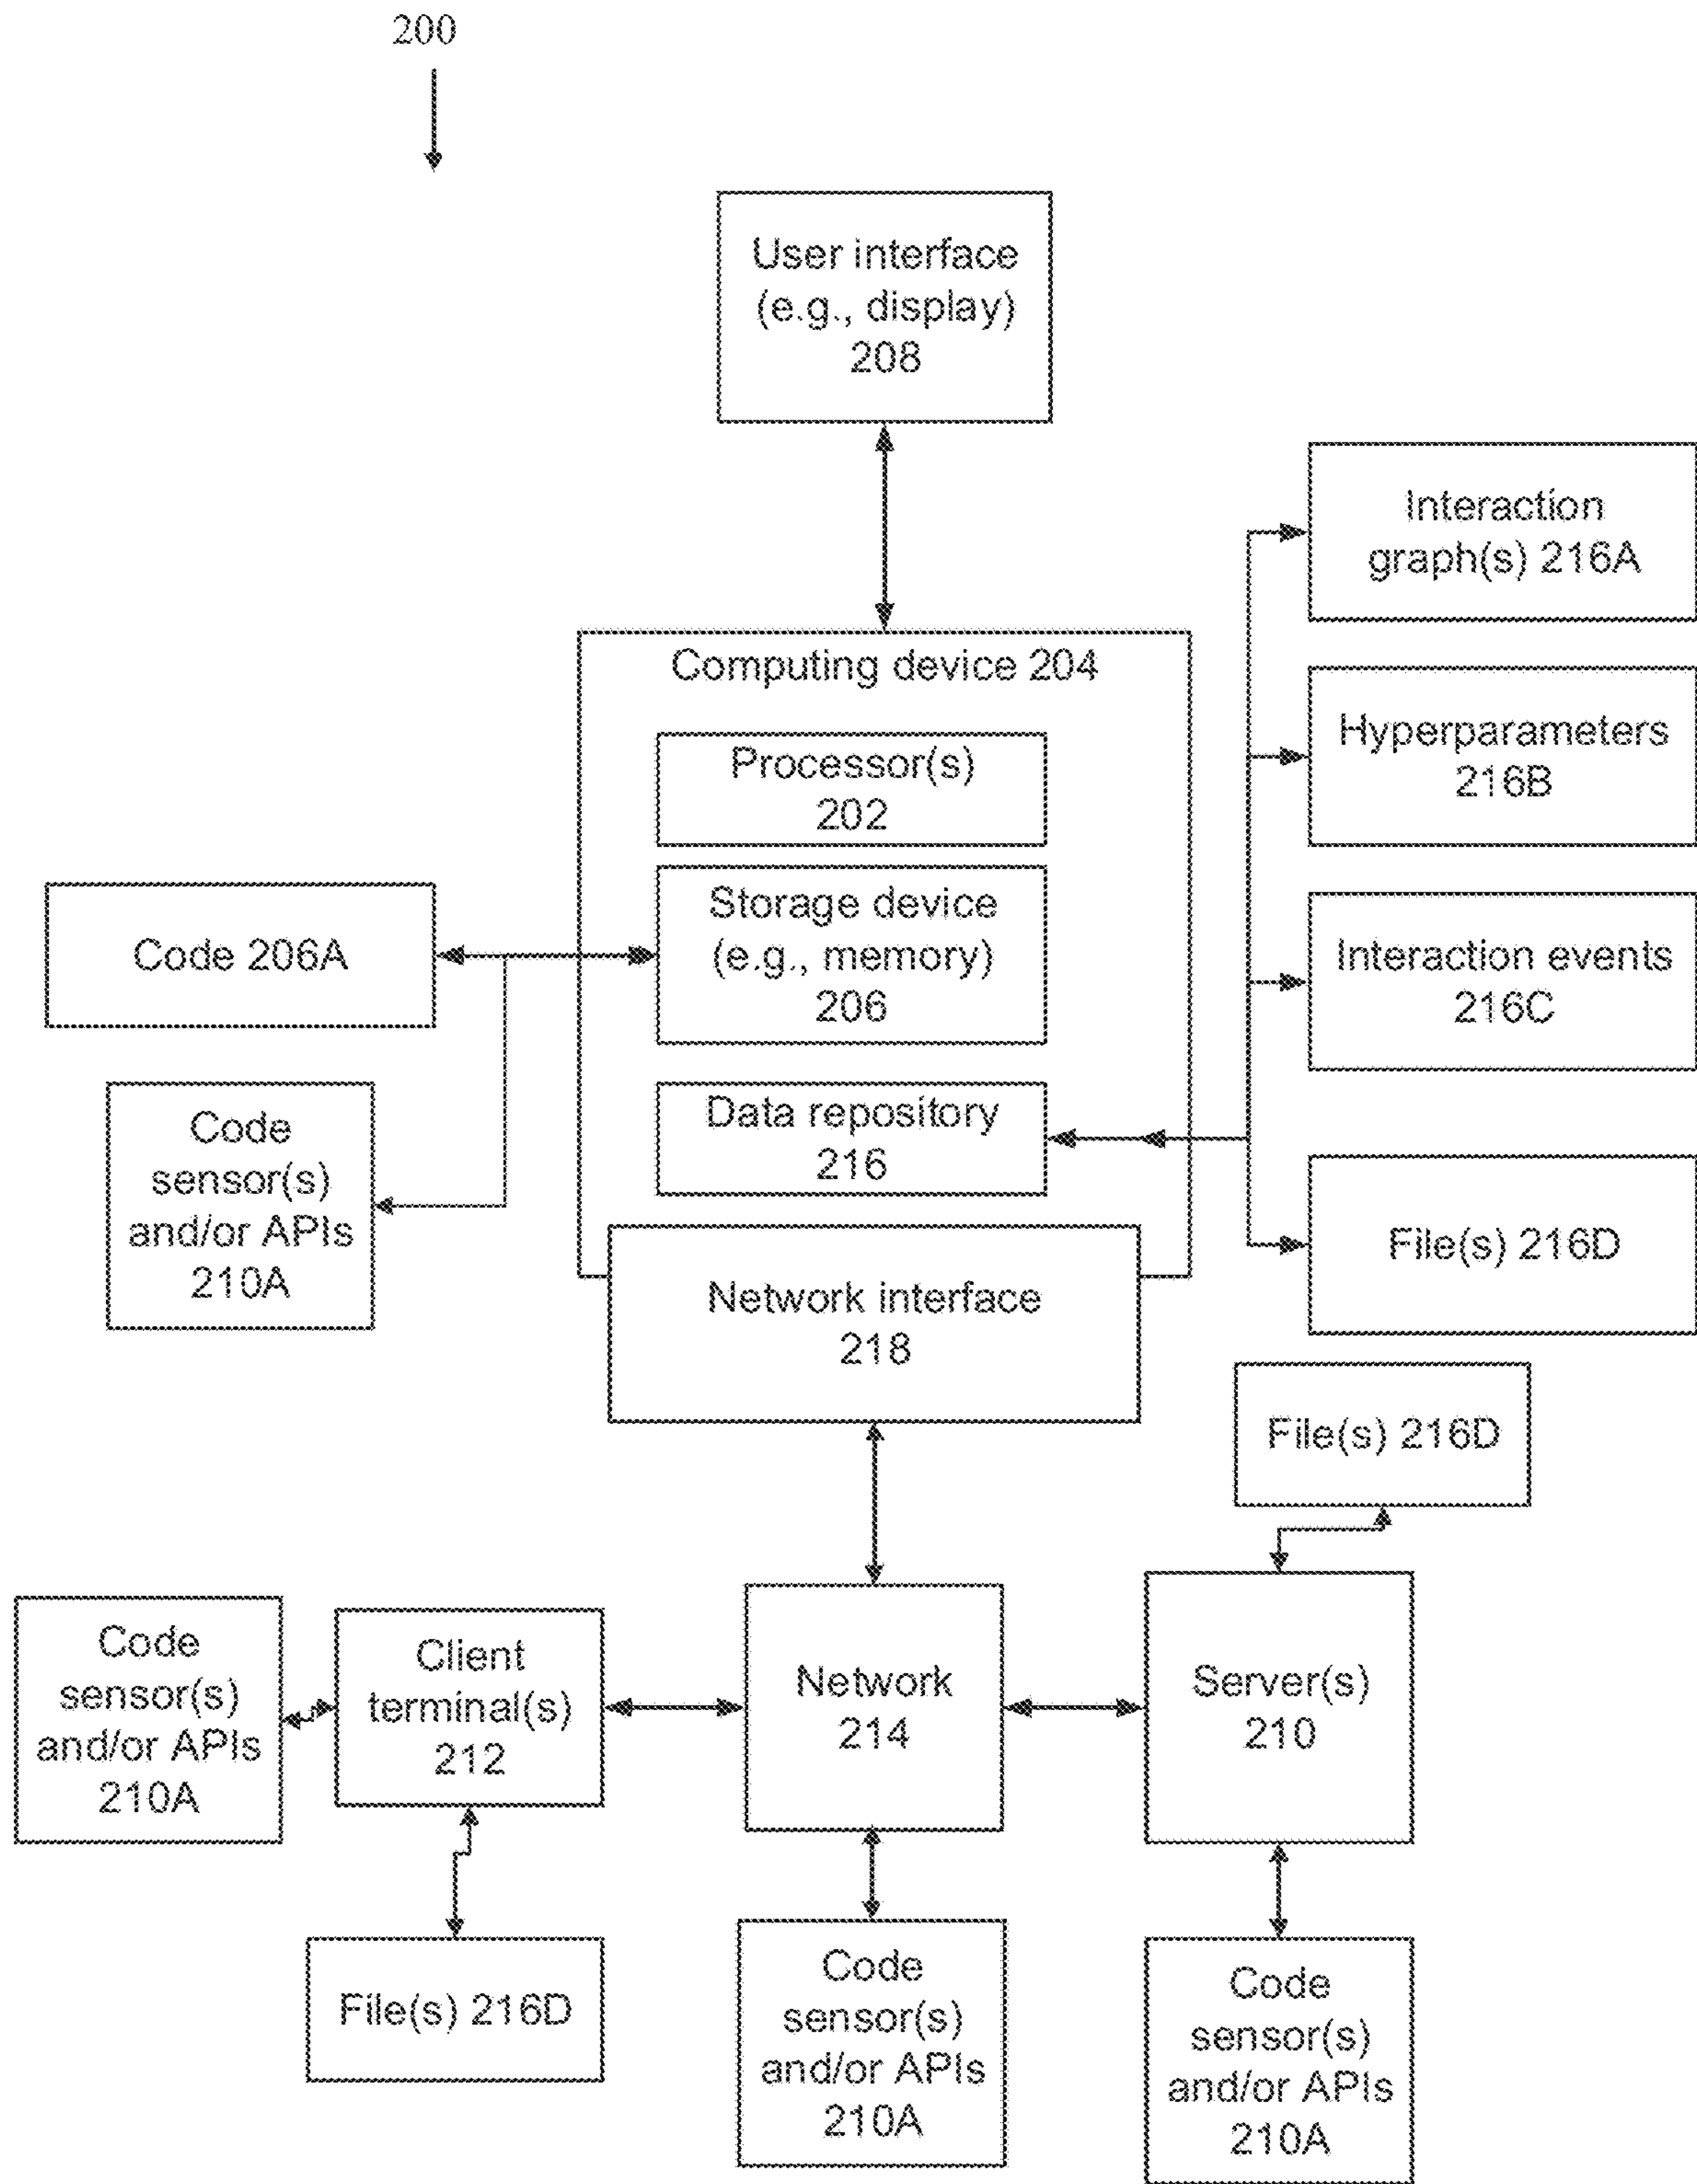 200
User interface
(e.g., display)
208
Interaction
graph(s) 216A
Computing device 204
Hyperparameters
216B
Processor(s)
202
Storage device
(e.g., memory)
206
Code 206A
Interaction events
216C
Data repository
216
Code
sensor(s)
and/or APIs
210A
File(s) 216D
Network interface
218
File(s) 216D
Code
sensor(s)
and/or APIs
210A
Client
terminal(s)
212
Network
214
Server(s)
210
File(s) 216D
Code
sensor(s)
and/or APIs
210A
Code
sensor(s)
and/or APIs
210A